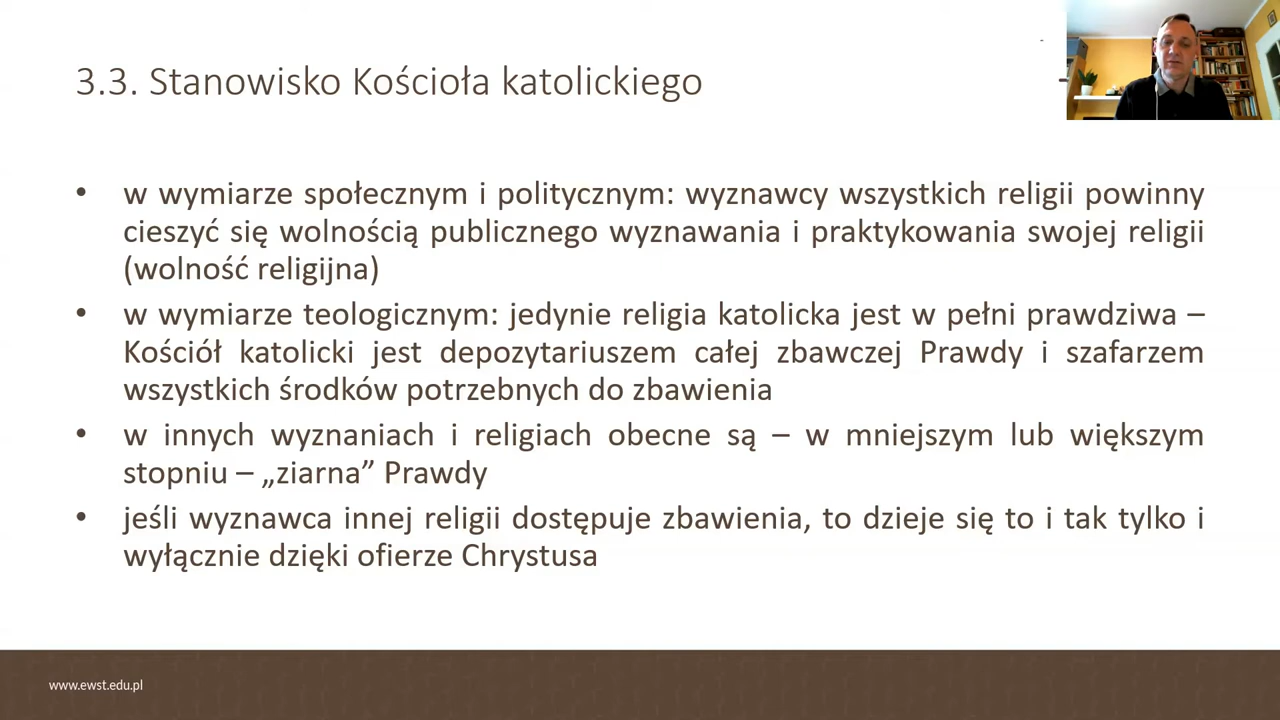 3.3. Stanowisko Kościoła katolickiego
• w wymiarze społecznym i politycznym: wyznawcy wszystkich religii powinny
cieszyć się wolnością publicznego wyznawania i praktykowania swojej religii
(wolność religijna)
• w wymiarze teologicznym: jedynie religia katolicka jest w pełni prawdziwa –
Kościół katolicki jest depozytariuszem całej zbawczej Prawdy i szafarzem
wszystkich środków potrzebnych do zbawienia
• w innych wyznaniach i religiach obecne są – w mniejszym lub większym
stopniu – „ziarna” Prawdy
• jeśli wyznawca innej religii dostępuje zbawienia, to dzieje się to i tak tylko i
wyłącznie dzięki ofierze Chrystusa
www.ewst.edu.pl